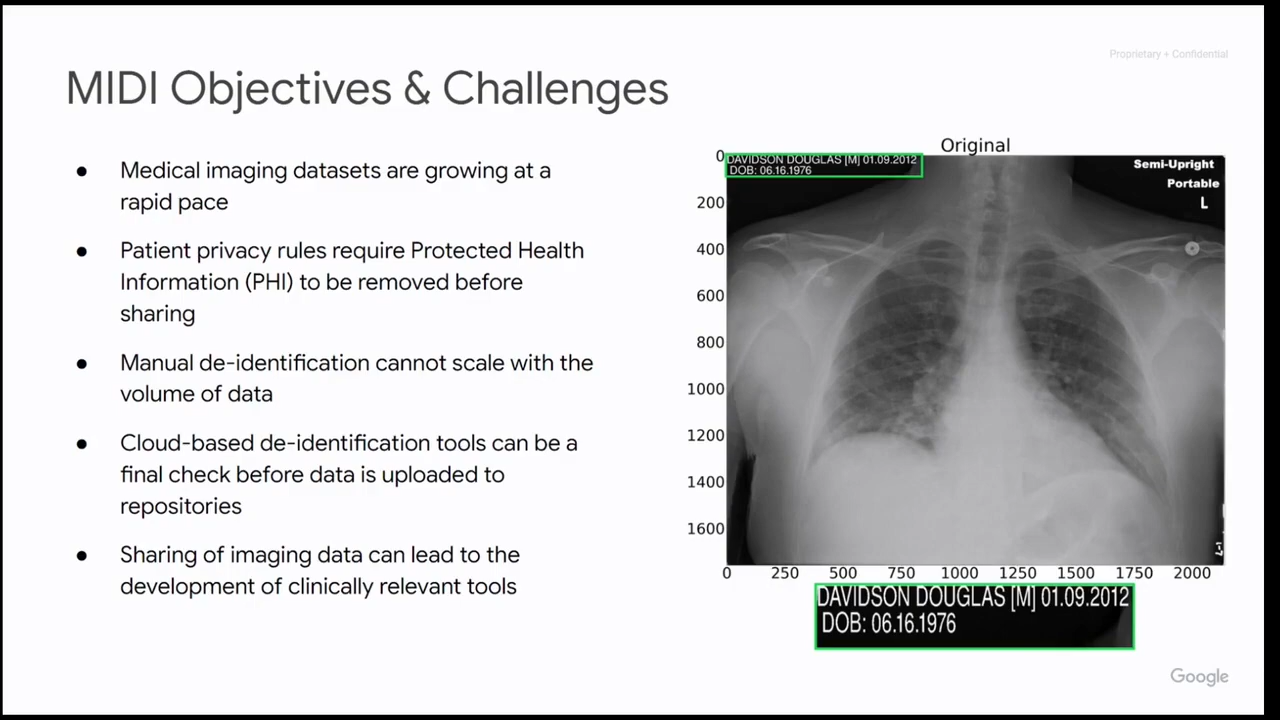 Proprietary + Confidential
MIDI Objectives & Challenges
● Medical imaging datasets are growing at a
rapid pace
● Patient privacy rules require Protected Health
Information (PHI) to be removed before
sharing
● Manual de-identification cannot scale with the
volume of data
● Cloud-based de-identification tools can be a
final check before data is uploaded to
repositories
● Sharing of imaging data can lead to the
development of clinically relevant tools
Original
DAVIDSON DOUGLAS [M] 01.09.2012
DOB: 06.16.1976
Semi-Upright
Portable
L
0
200
400
600
800
1000
1200
1400
1600
0 250 500 750 1000 1250 1500 1750 2000
DAVIDSON DOUGLAS [M] 01.09.2012
DOB: 06.16.1976
Google